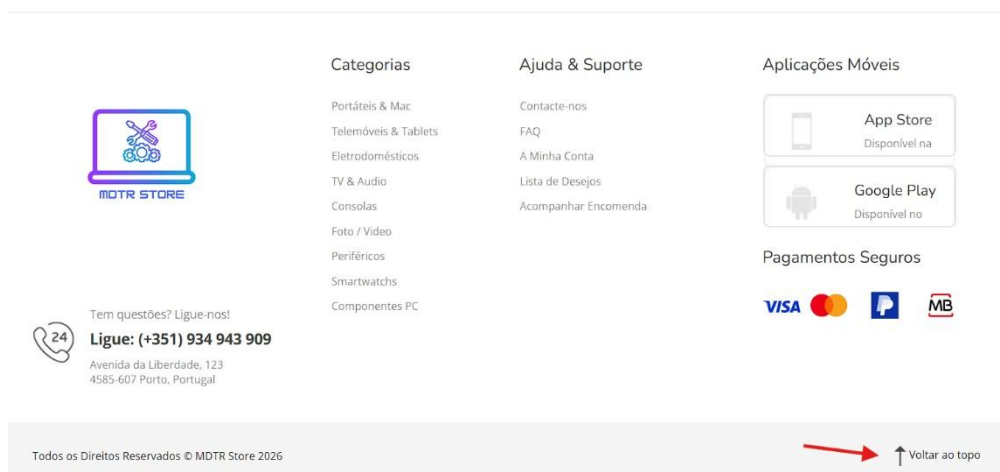 MDTR STORE
Tem questões? Ligue-nos!
24
Ligue: (+351) 934 943 909
Avenida da Liberdade, 123
4585-607 Porto, Portugal
Categorias
Portáteis & Mac
Telemóveis & Tablets
Eletrodomésticos
TV & Audio
Consolas
Foto / Video
Periféricos
Smartwatchs
Componentes PC
Ajuda & Suporte
Contacte-nos
FAQ
A Minha Conta
Lista de Desejos
Acompanhar Encomenda
Aplicações Móveis
App Store
Disponível na
Google Play
Disponível no
Pagamentos Seguros
VISA
MB
Todos os Direitos Reservados © MDTR Store 2026
Voltar ao topo